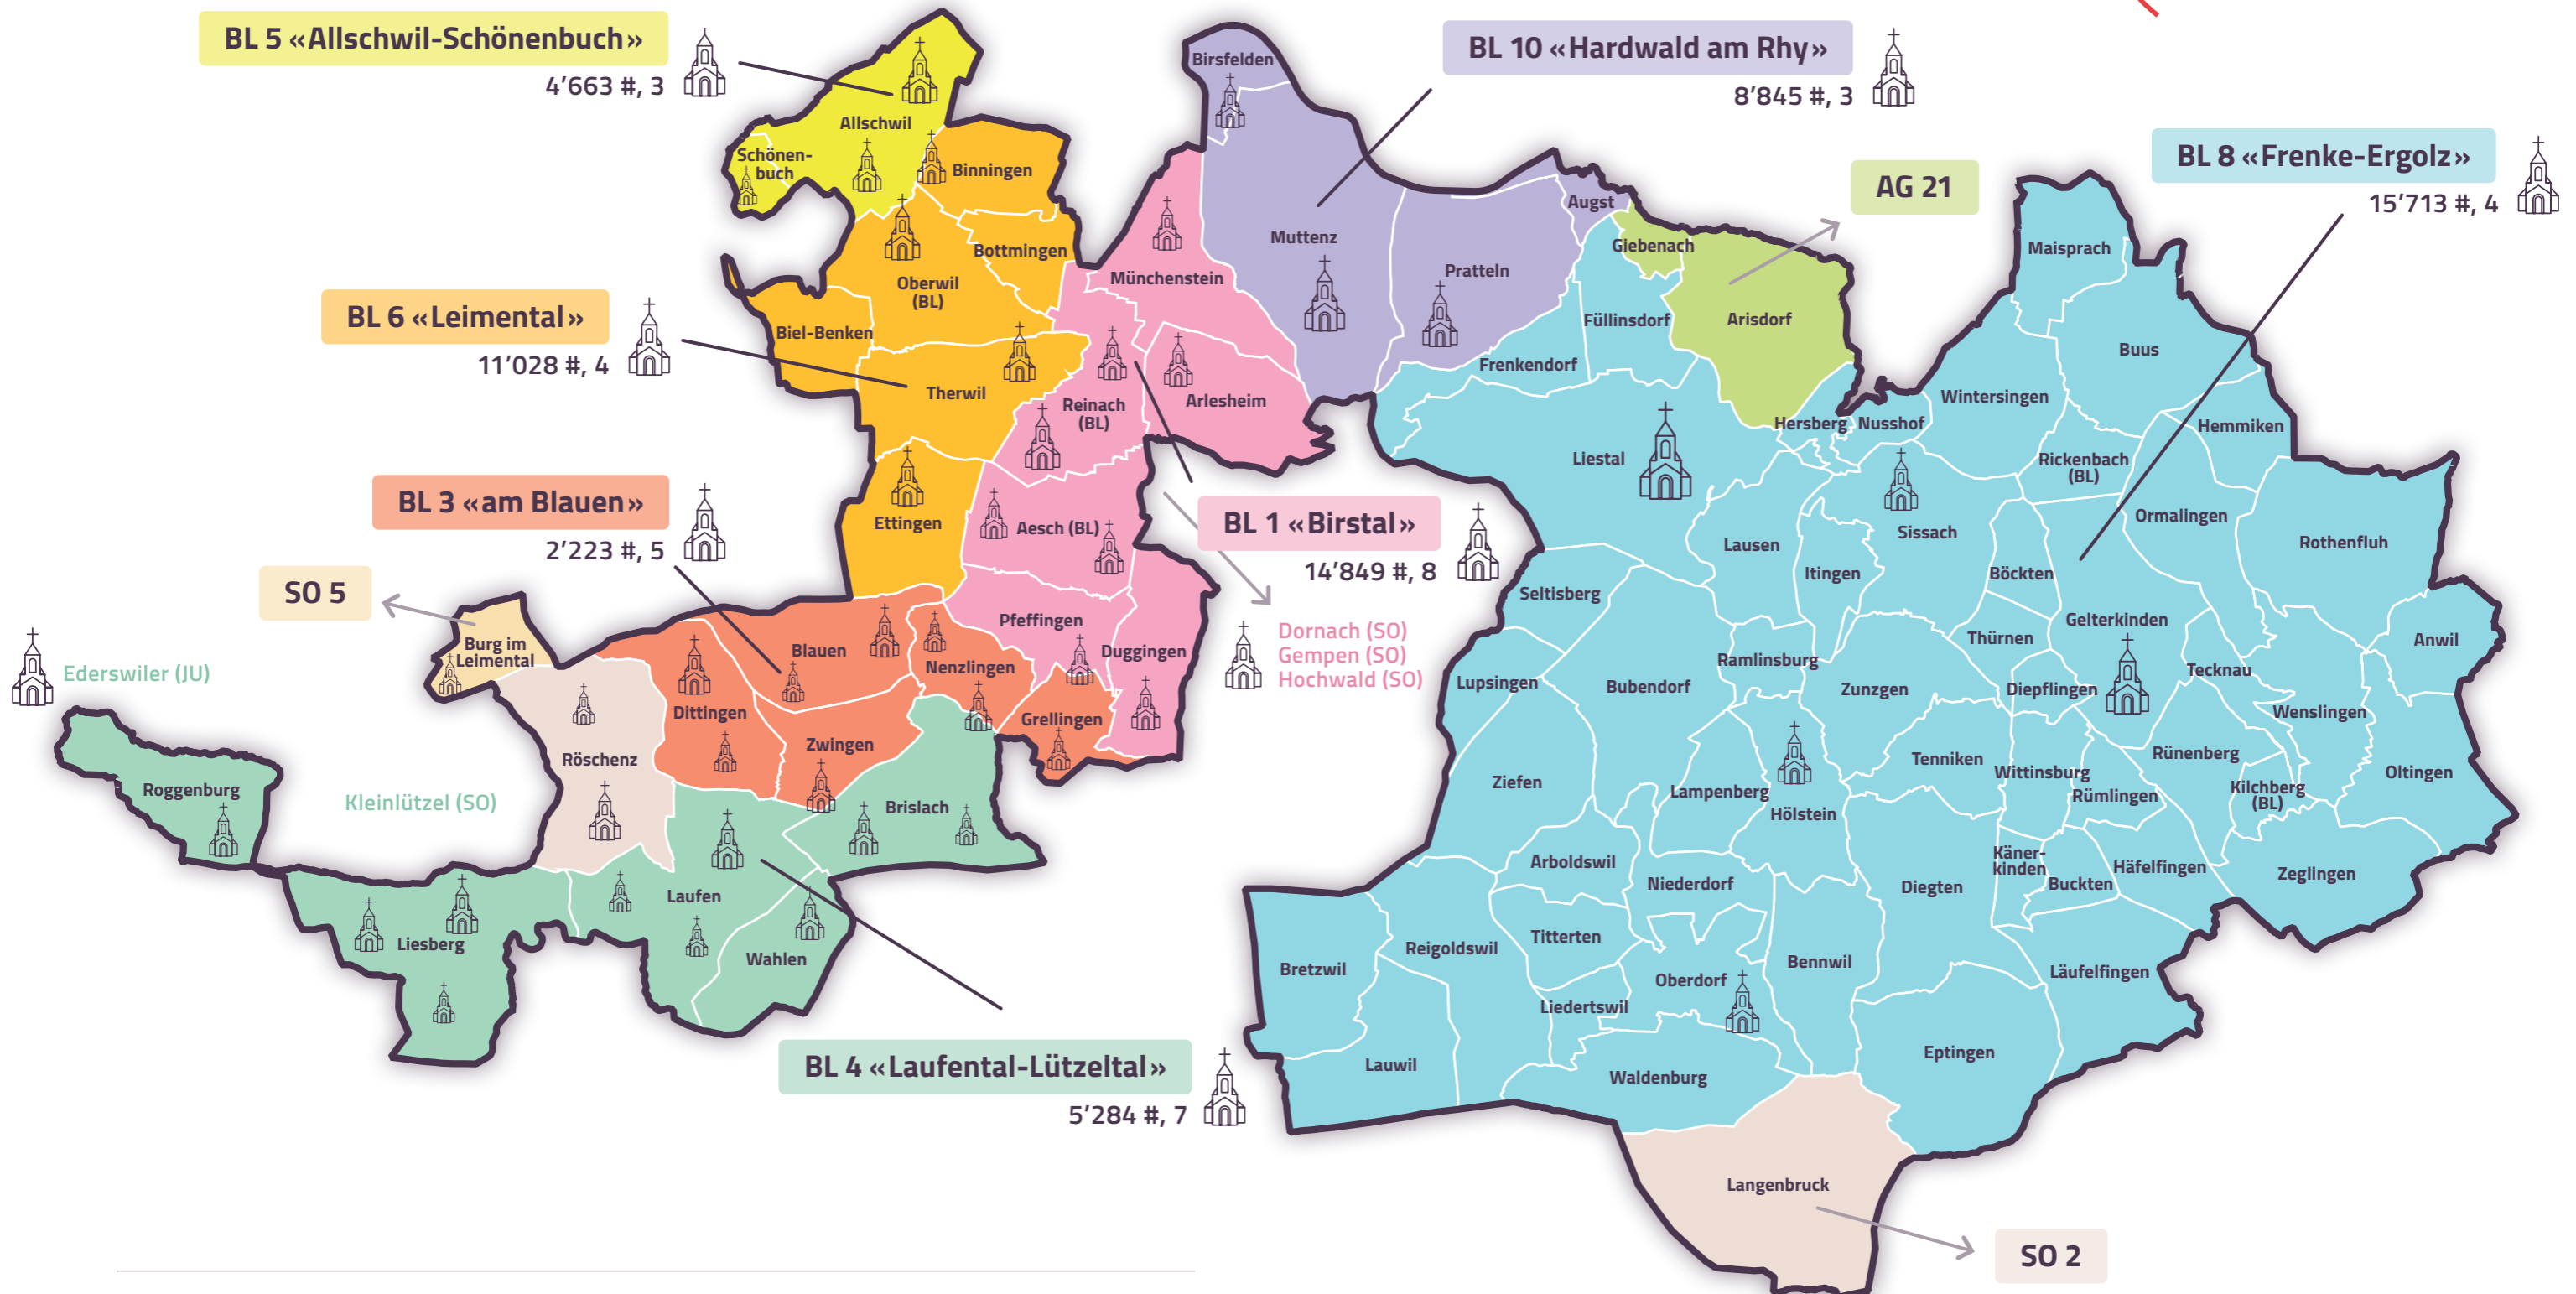 BL 5 «Allschwil-Schönenbuch»
4’663 #, 3
BL 10 «Hardwald am Rhy»
8’845 #, 3
BL 8 «Frenke-Ergolz»
15’713 #, 4
AG 21
BL 6 «Leimental»
11’028 #, 4
BL 3 «am Blauen»
2’223 #, 5
BL 1 «Birstal»
14’849 #, 8
SO 5
Dornach (SO)
Gempen (SO)
Hochwald (SO)
Ederswiler (JU)
Kleinlützel (SO)
BL 4 «Laufental-Lützeltal»
5’284 #, 7
SO 2
Allschwil
Schönen-
buch
Binningen
Bottmingen
Oberwil
(BL)
Biel-Benken
Therwil
Ettingen
Birsfelden
Muttenz
Pratteln
Augst
Münchenstein
Reinach
(BL)
Arlesheim
Aesch (BL)
Pfeffingen
Duggingen
Burg im
Leimental
Blauen
Nenzlingen
Dittingen
Zwingen
Grellingen
Röschenz
Roggenburg
Brislach
Laufen
Liesberg
Wahlen
Giebenach
Arisdorf
Füllinsdorf
Frenkendorf
Hersberg
Nusshof
Maisprach
Buus
Wintersingen
Hemmiken
Rickenbach
(BL)
Liestal
Lausen
Itingen
Sissach
Böckten
Ormalingen
Rothenfluh
Seltisberg
Gelterkinden
Thürnen
Anwil
Ramlinsburg
Tecknau
Lupsingen
Bubendorf
Zunzgen
Diepflingen
Wenslingen
Ziefen
Tenniken
Wittinsburg
Rünenberg
Oltingen
Lampenberg
Rümlingen
Kilchberg
(BL)
Hölstein
Arboldswil
Niederdorf
Diegten
Käner-
kinden
Buckten
Häfelfingen
Zeglingen
Bretzwil
Reigoldswil
Titterten
Oberdorf
Bennwil
Läufelfingen
Liedertswil
Lauwil
Waldenburg
Eptingen
Langenbruck